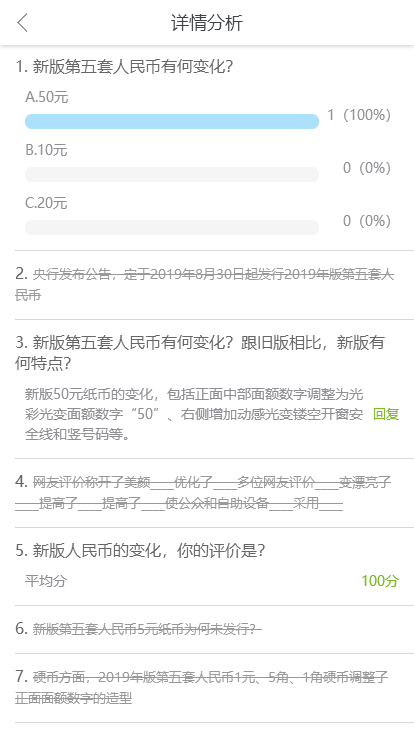 详情分析
1. 新版第五套人民币有何变化？
A.50元
1（100%）
B.10元
0（0%）
C.20元
0（0%）
2. 央行发布公告，定于2019年8月30日起发行2019年版第五套人
民币
3. 新版第五套人民币有何变化？跟旧版相比，新版有
何特点？
新版50元纸币的变化，包括正面中部面额数字调整为光
彩光变面额数字“50”、右侧增加动感光变镂空开窗安
全线和竖号码等。
回复
4. 网友评价称开了美颜____优化了____多位网友评价____变漂亮了
____提高了____提高了____使公众和自助设备____采用____
5. 新版人民币的变化，你的评价是？
平均分
100分
6. 新版第五套人民币5元纸币为何未发行？
7. 硬币方面，2019年版第五套人民币1元、5角、1角硬币调整了
正面面额数字的造型